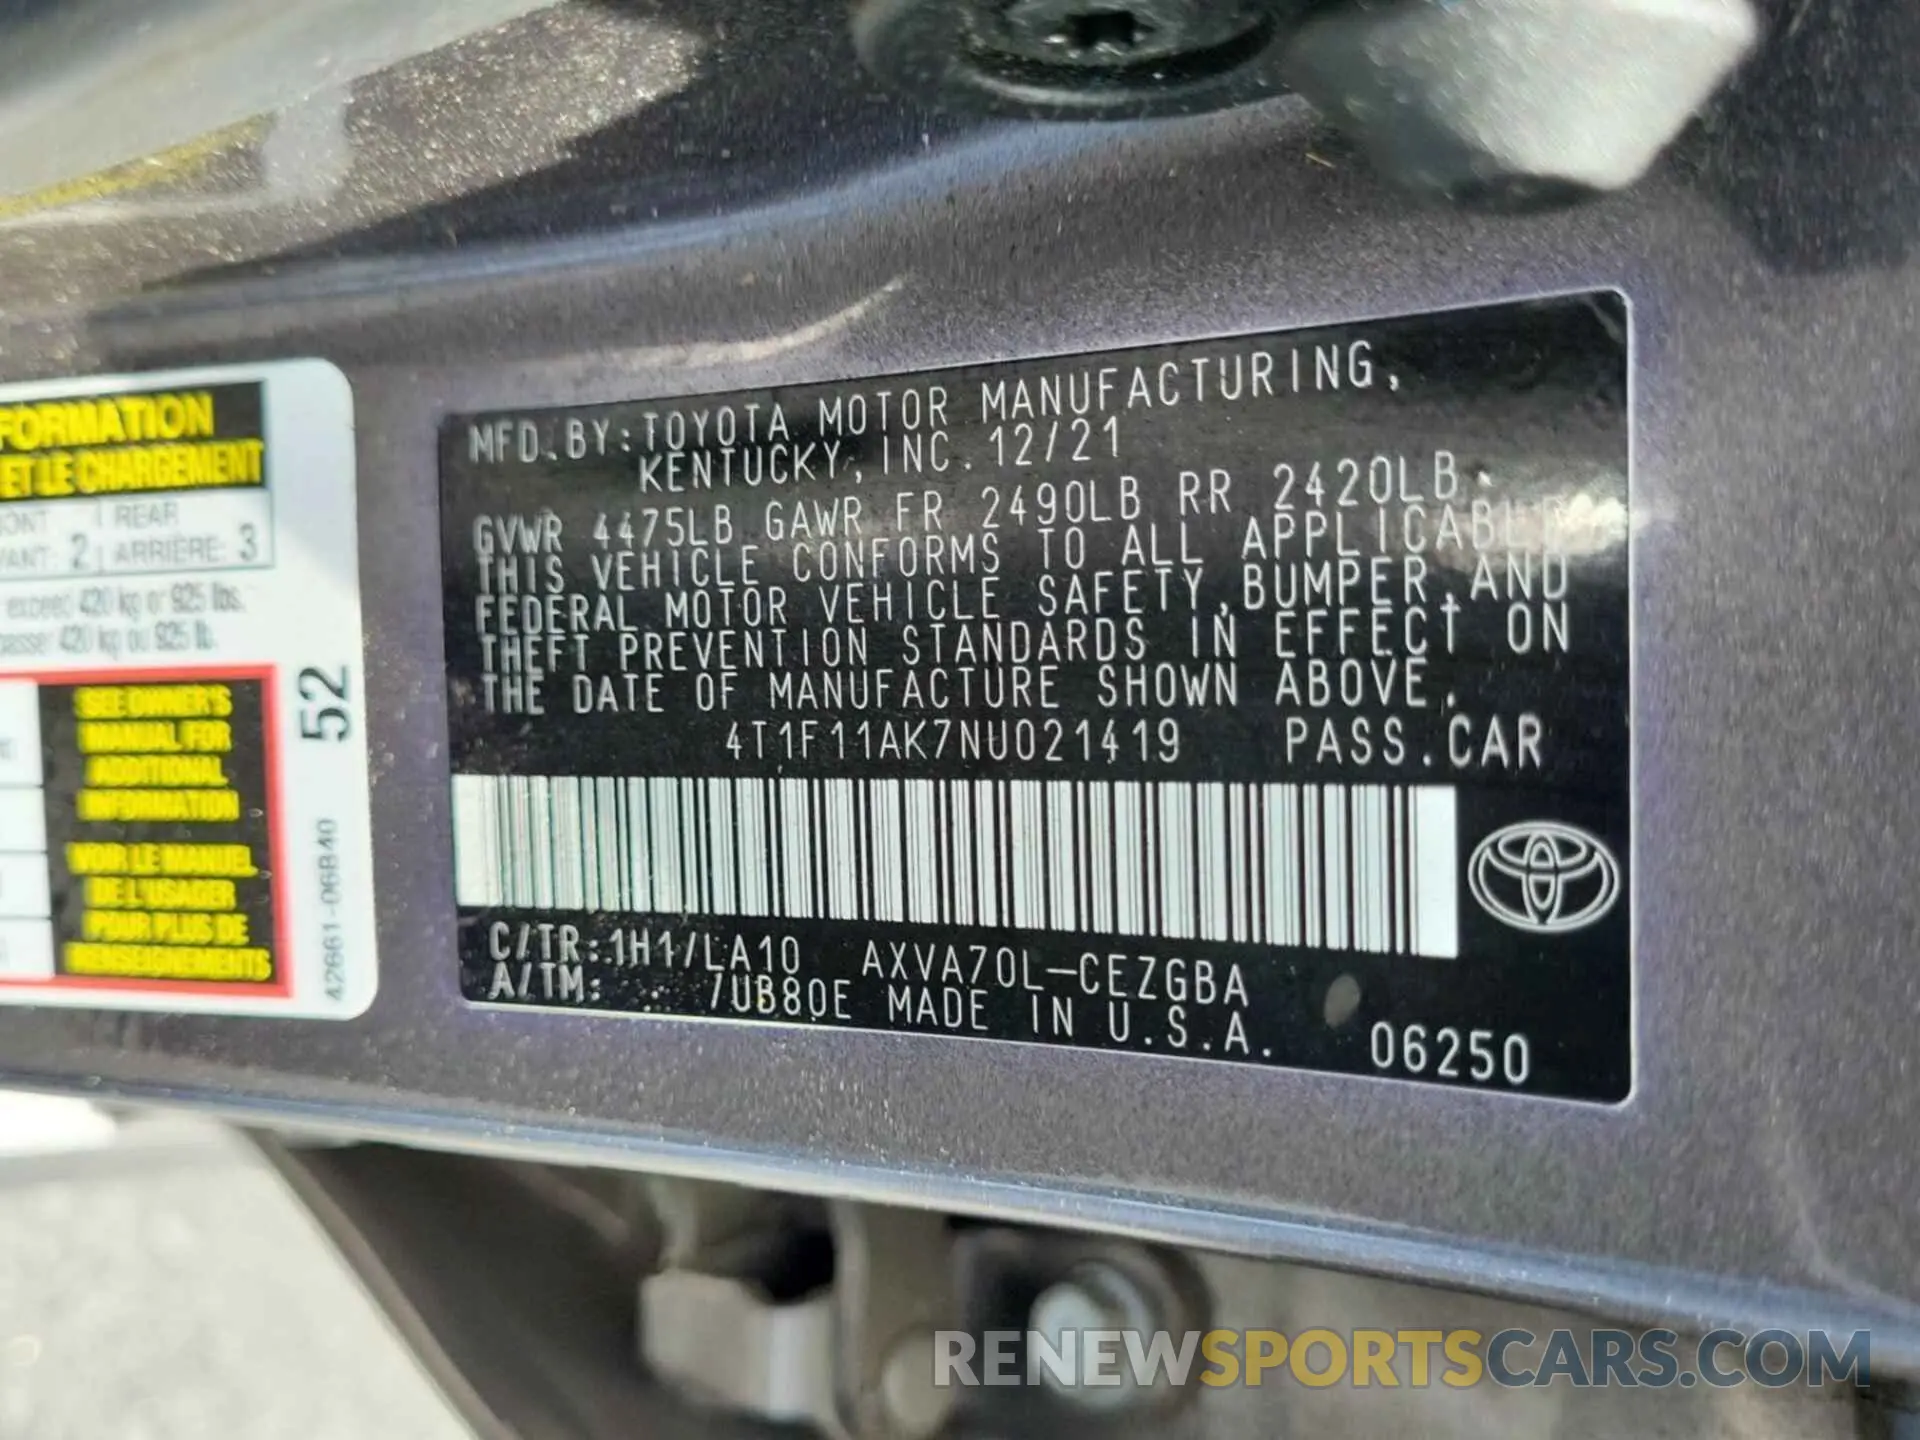 FORMATION
ET LE CHARGEMENT
REAR
2 ARRIÈRE: 3
exceed 420 kg or 925 lbs.
420 kg ou 925 lb.
SEE OWNER'S
MANUAL FOR
ADDITIONAL
INFORMATION
VOIR LE MANUEL
DE L'USAGER
POUR PLUS DE
RENSEIGNEMENTS
52
42661-06B40
MFD. BY: TOYOTA MOTOR MANUFACTURING,
KENTUCKY, INC. 12/21
GVWR 4475LB GAWR FR 2490LB RR 2420LB
THIS VEHICLE CONFORMS TO ALL APPLICABLE
FEDERAL MOTOR VEHICLE SAFETY, BUMPER, AND
THEFT PREVENTION STANDARDS IN EFFECT ON
THE DATE OF MANUFACTURE SHOWN ABOVE.
4T1F11AK7NU021419 PASS.CAR
C/TR: 1H1/LA10 AXVA70L-CEZGBA
A/TM: /UB80E MADE IN U.S.A.
06250
RENEWSPORTSCARS.COM